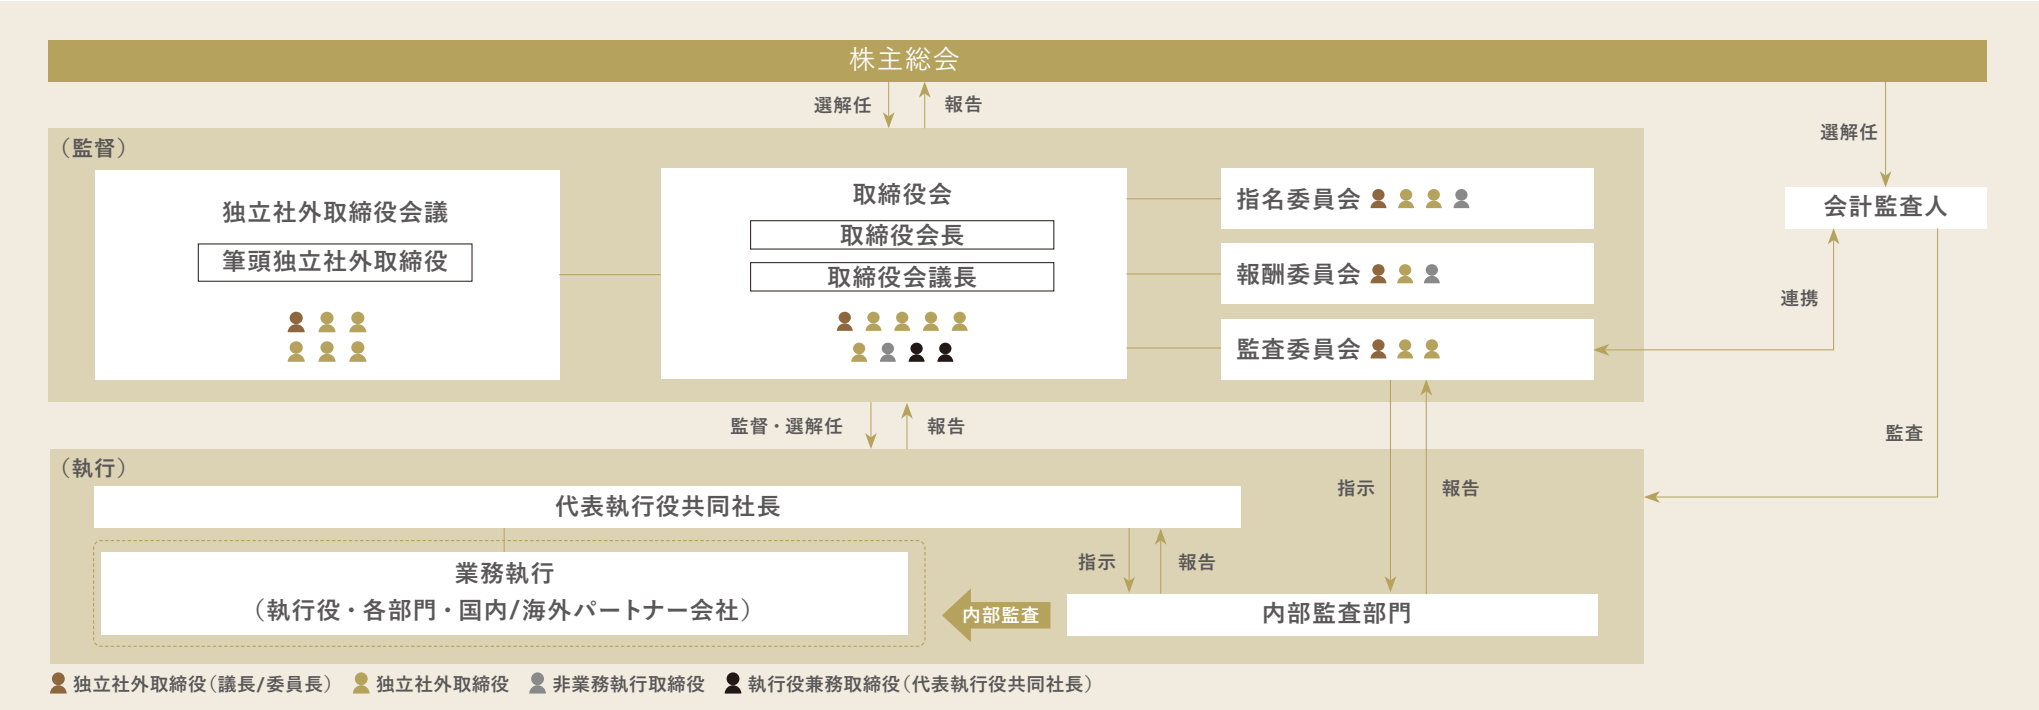 株主総会
選解任
報告
選解任
（監督）
独立社外取締役会議
筆頭独立社外取締役
取締役会
取締役会長
取締役会議長
指名委員会
報酬委員会
監査委員会
会計監査人
連携
監督・選解任
報告
監査
（執行）
代表執行役共同社長
指示
報告
指示
報告
業務執行
（執行役・各部門・国内/海外パートナー会社）
内部監査
内部監査部門
独立社外取締役（議長/委員長）
独立社外取締役
非業務執行取締役
執行役兼務取締役（代表執行役共同社長）